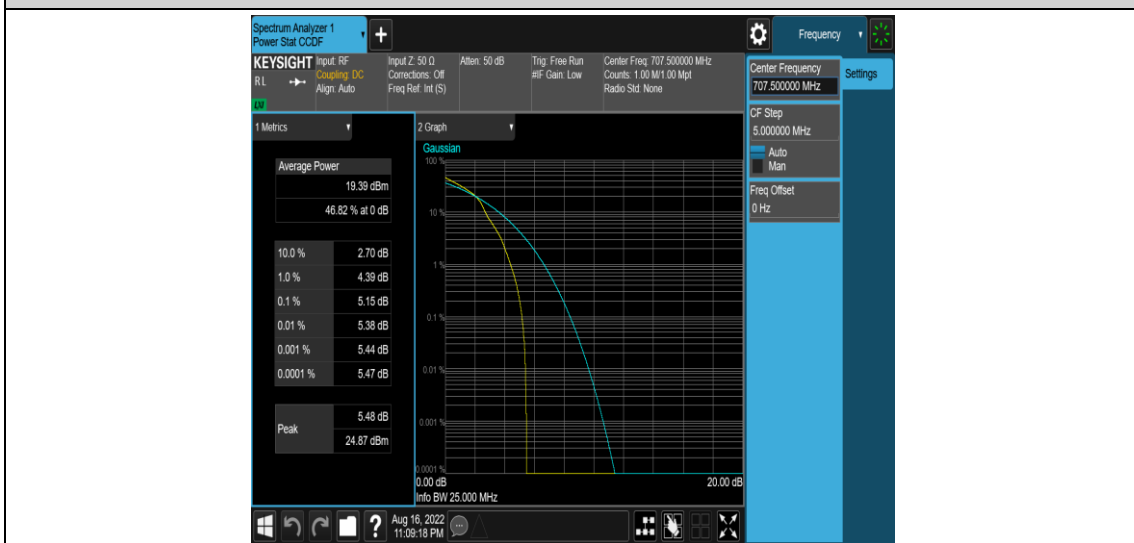 Spectrum Analyzer 1
Power Stat CCDF
+
Frequency
KEYSIGHT
RL
LXI
Input: RF
Coupling: DC
Align: Auto
Input Z: 50 Ω
Corrections: Off
Freq Ref: Int (S)
Atten: 50 dB
Trig: Free Run
#IF Gain: Low
Center Freq: 707.500000 MHz
Counts: 1.00 M/1.00 Mpt
Radio Std: None
Center Frequency
707.500000 MHz
Settings
CF Step
5.000000 MHz
Auto
Man
Freq Offset
0 Hz
1 Metrics
Average Power
19.39 dBm
46.82 % at 0 dB
10.0 % 2.70 dB
1.0 % 4.39 dB
0.1 % 5.15 dB
0.01 % 5.38 dB
0.001 % 5.44 dB
0.0001 % 5.47 dB
Peak
5.48 dB
24.87 dBm
2 Graph
Gaussian
100 %
10 %
1 %
0.1 %
0.01 %
0.001 %
0.0001 %
0.00 dB 20.00 dB
Info BW 25.000 MHz
?
Aug 16, 2022
11:09:18 PM